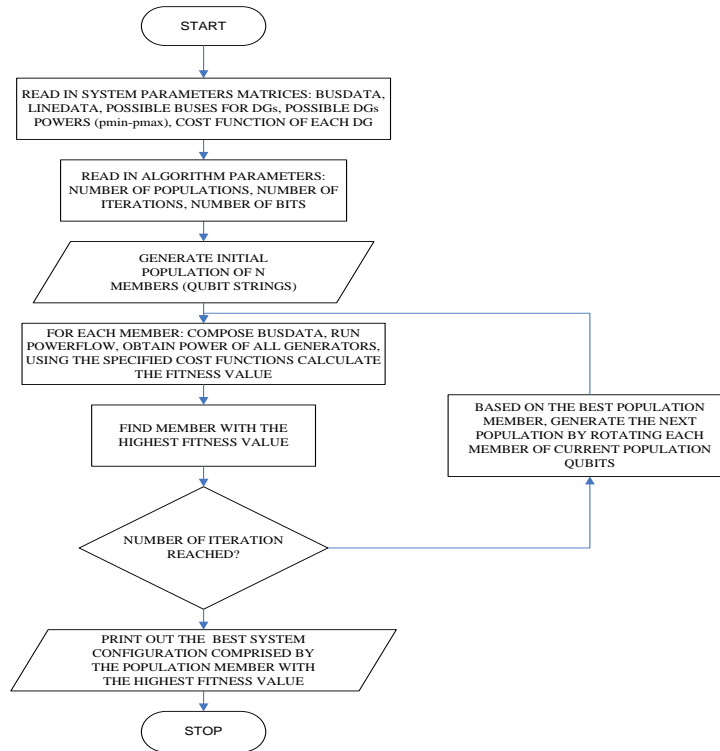 START
READ IN SYSTEM PARAMETERS MATRICES: BUSDATA,
LINEDATA, POSSIBLE BUSES FOR DGs, POSSIBLE DGs
POWERS (pmin-pmax), COST FUNCTION OF EACH DG
READ IN ALGORITHM PARAMETERS:
NUMBER OF POPULATIONS, NUMBER OF
ITERATIONS, NUMBER OF BITS
GENERATE INITIAL
POPULATION OF N
MEMBERS (QUBIT STRINGS)
FOR EACH MEMBER: COMPOSE BUSDATA, RUN
POWERFLOW, OBTAIN POWER OF ALL GENERATORS,
USING THE SPECIFIED COST FUNCTIONS CALCULATE
THE FITNESS VALUE
FIND MEMBER WITH THE
HIGHEST FITNESS VALUE
BASED ON THE BEST POPULATION
MEMBER, GENERATE THE NEXT
POPULATION BY ROTATING EACH
MEMBER OF CURRENT POPULATION
QUBITS
NUMBER OF ITERATION
REACHED?
PRINT OUT THE BEST SYSTEM
CONFIGURATION COMPRISED BY
THE POPULATION MEMBER WITH
THE HIGHEST FITNESS VALUE
STOP